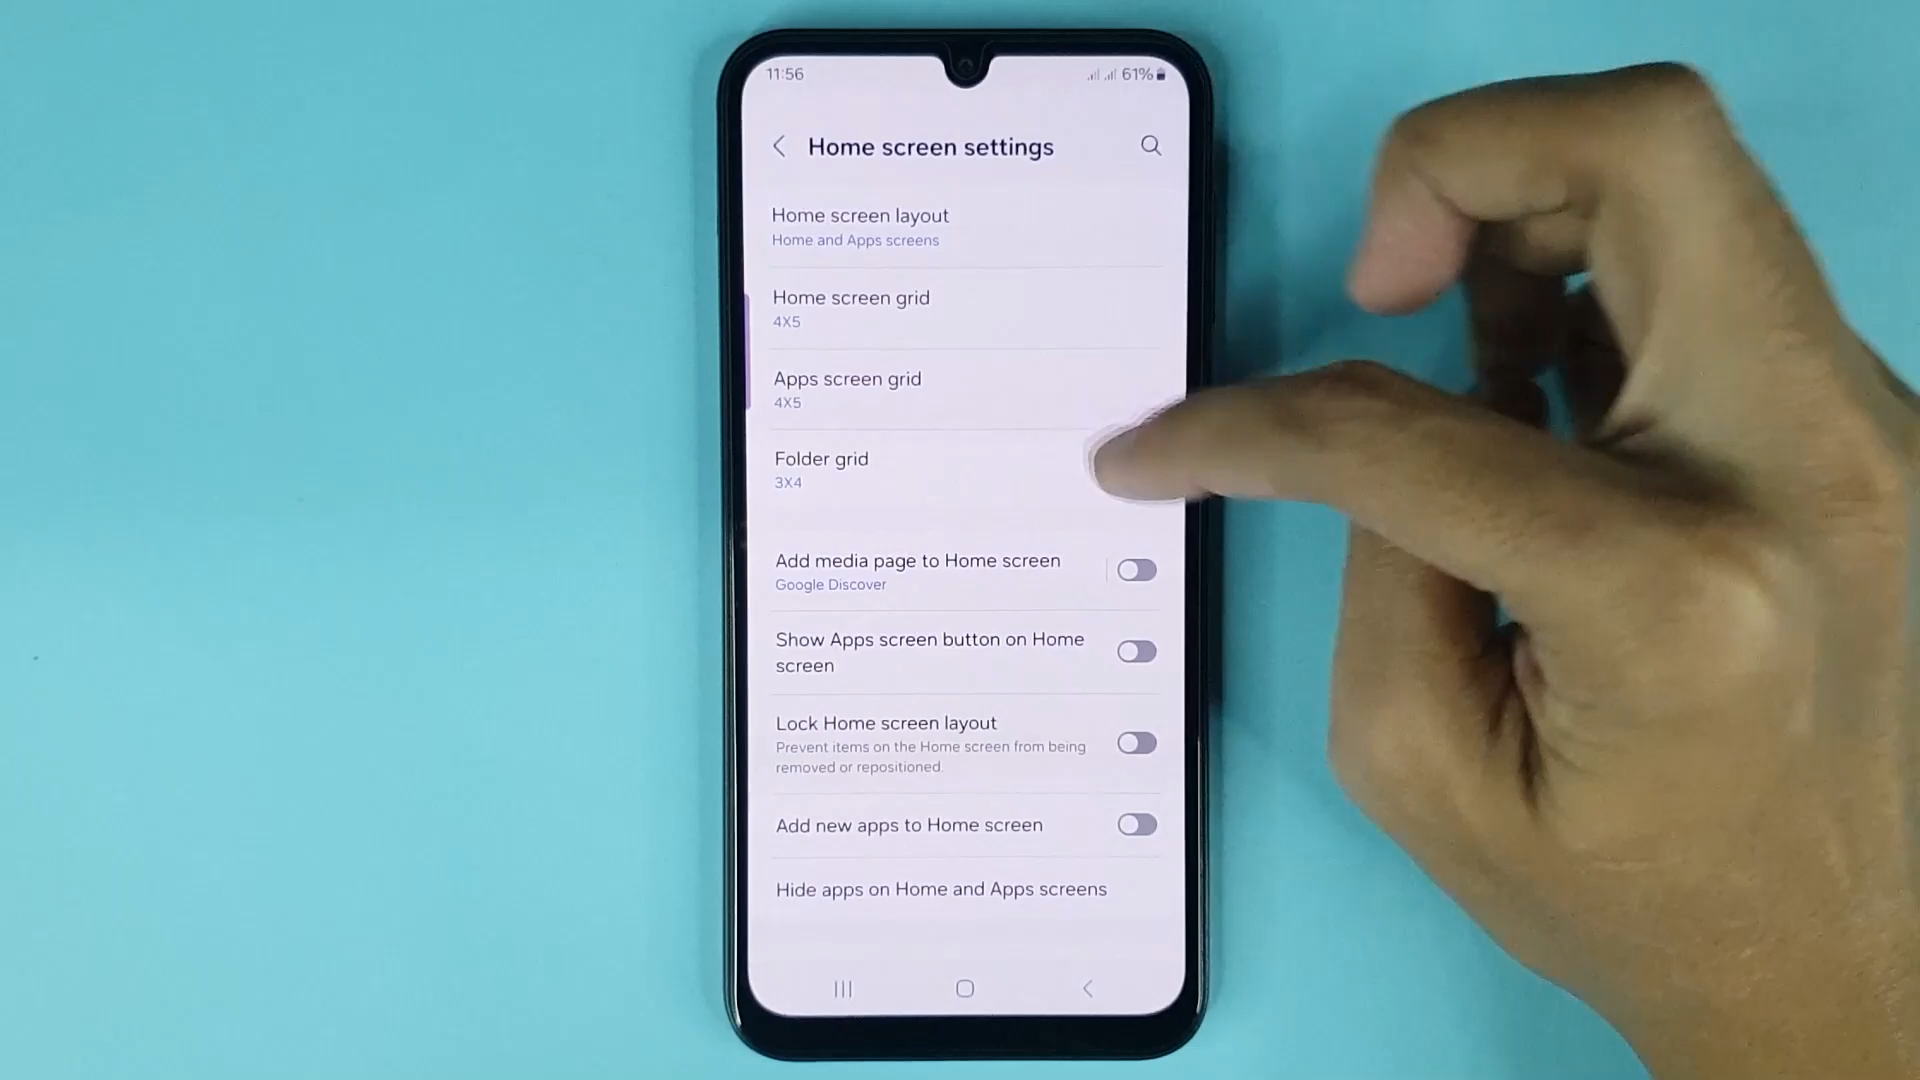 11:56
61%
Home screen settings
Home screen layout
Home and Apps screens
Home screen grid
4X5
Apps screen grid
4X5
Folder grid
3X4
Add media page to Home screen
Google Discover
Show Apps screen button on Home
screen
Lock Home screen layout
Prevent items on the Home screen from being
removed or repositioned.
Add new apps to Home screen
Hide apps on Home and Apps screens